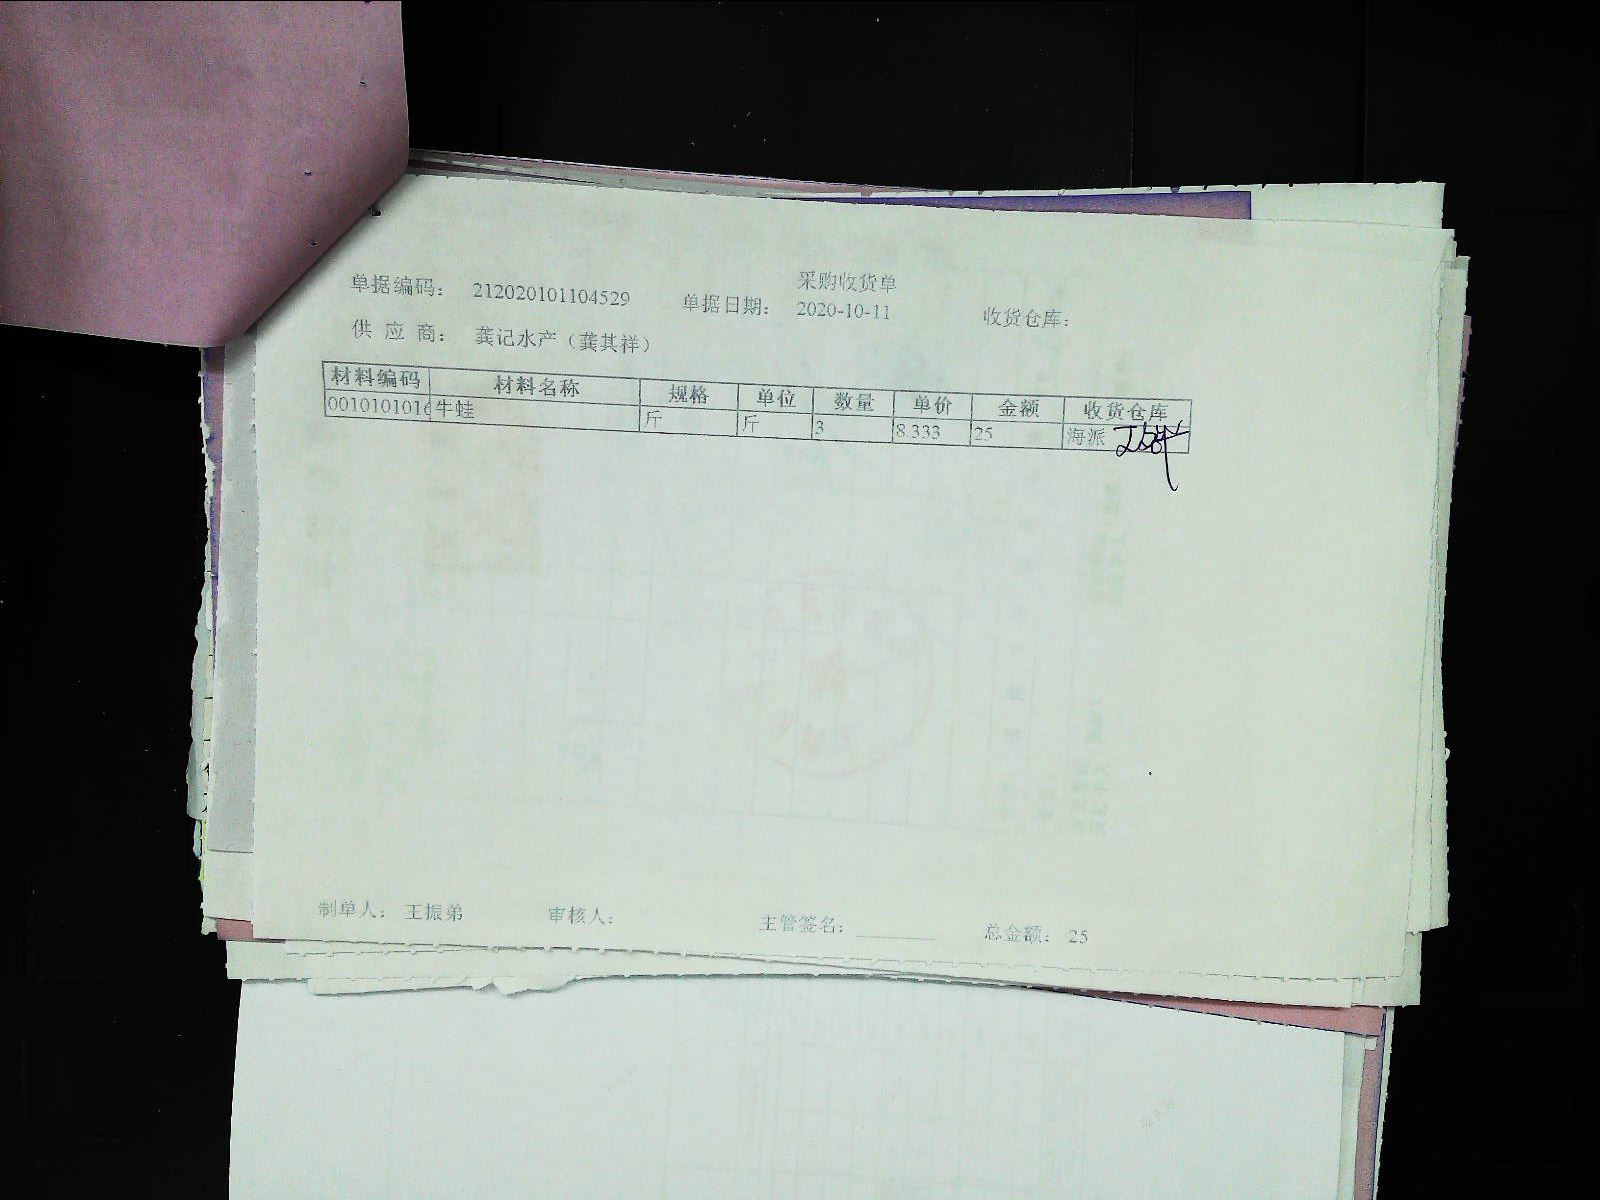 采购收货单
单据编码： 212020101104529 单据日期： 2020-10-11 收货仓库：
供 应 商： 龚记水产（龚其祥）
材料编码 材料名称 规格 单位 数量 单价 金额 收货仓库
001010101 牛蛙 斤 斤 3 8.333 25 海派
制单人： 王振弟 审核人： 主管签名： 总金额： 25